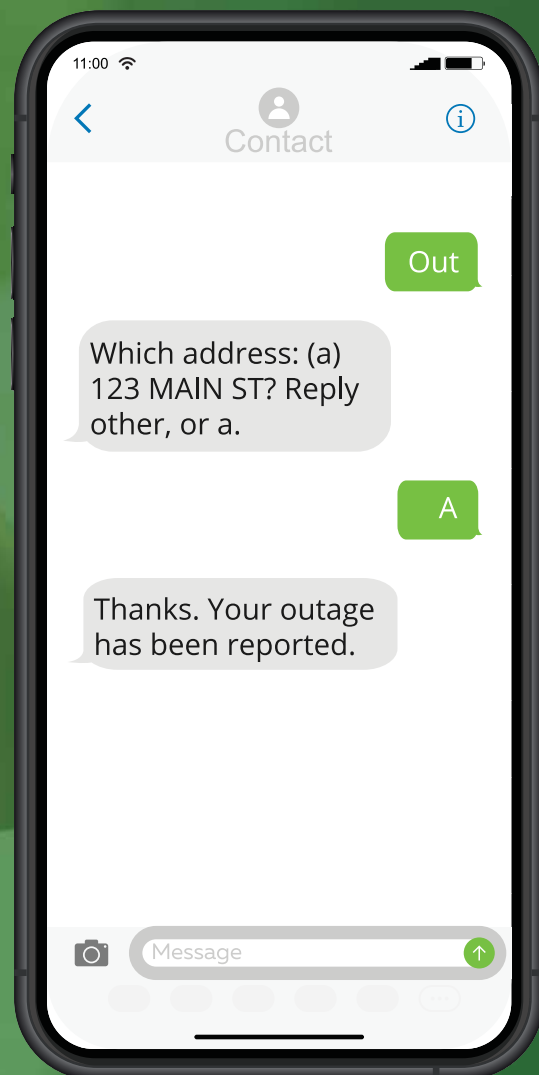 11:00
Contact
Out
Which address: (a)
123 MAIN ST? Reply
other, or a.
A
Thanks. Your outage
has been reported.
Message